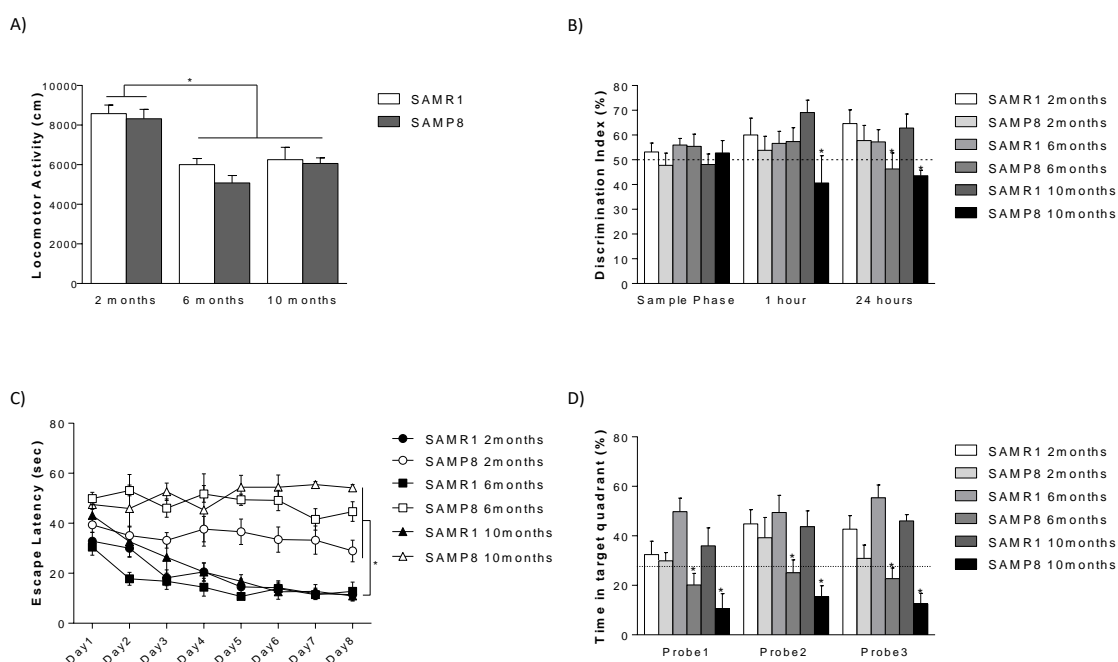 A)
Locomotor Activity (cm)
10000
8000
6000
4000
2000
0
2 months 6 months 10 months
*
SAMR1
SAMP8
B)
Discrimination Index (%)
80
70
60
50
40
30
20
10
0
Sample Phase 1 hour 24 hours
* * *
SAMR1 2months
SAMP8 2months
SAMR1 6months
SAMP8 6months
SAMR1 10months
SAMP8 10months
C)
Escape Latency (sec)
80
60
40
20
0
Day1 Day2 Day3 Day4 Day5 Day6 Day7 Day8
*
SAMR1 2months
SAMP8 2months
SAMR1 6months
SAMP8 6months
SAMR1 10months
SAMP8 10months
D)
Time in target quadrant (%)
80
60
40
20
0
Probe1 Probe2 Probe3
* * * * * *
SAMR1 2months
SAMP8 2months
SAMR1 6months
SAMP8 6months
SAMR1 10months
SAMP8 10months